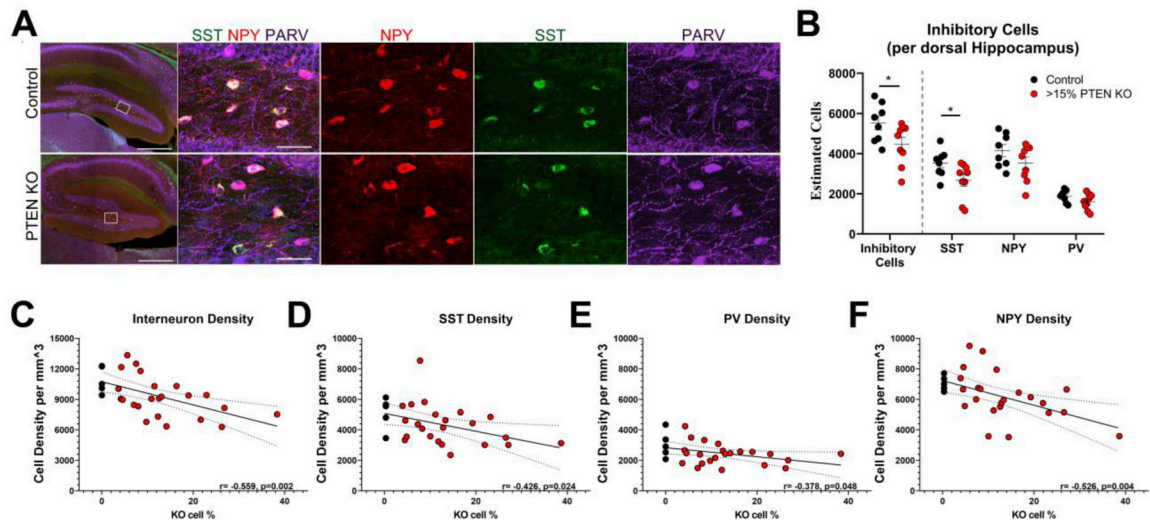 A
SST NPY PARV
NPY
SST
PARV
Control
PTEN KO
B
Inhibitory Cells
(per dorsal Hippocampus)
Estimated Cells
8000
6000
4000
2000
0
*
*
Control
>15% PTEN KO
Inhibitory
Cells
SST
NPY
PV
C
Interneuron Density
Cell Density per mm^3
15000
12000
9000
6000
3000
0
r= -0.559, p=0.002
0
20
40
KO cell %
D
SST Density
Cell Density per mm^3
10000
8000
6000
4000
2000
0
r= -0.426, p=0.024
0
20
40
KO cell %
E
PV Density
Cell Density per mm^3
10000
8000
6000
4000
2000
0
r= -0.378, p=0.048
0
20
40
KO cell %
F
NPY Density
Cell Density per mm^3
10000
8000
6000
4000
2000
0
r= -0.526, p=0.004
0
20
40
KO cell %